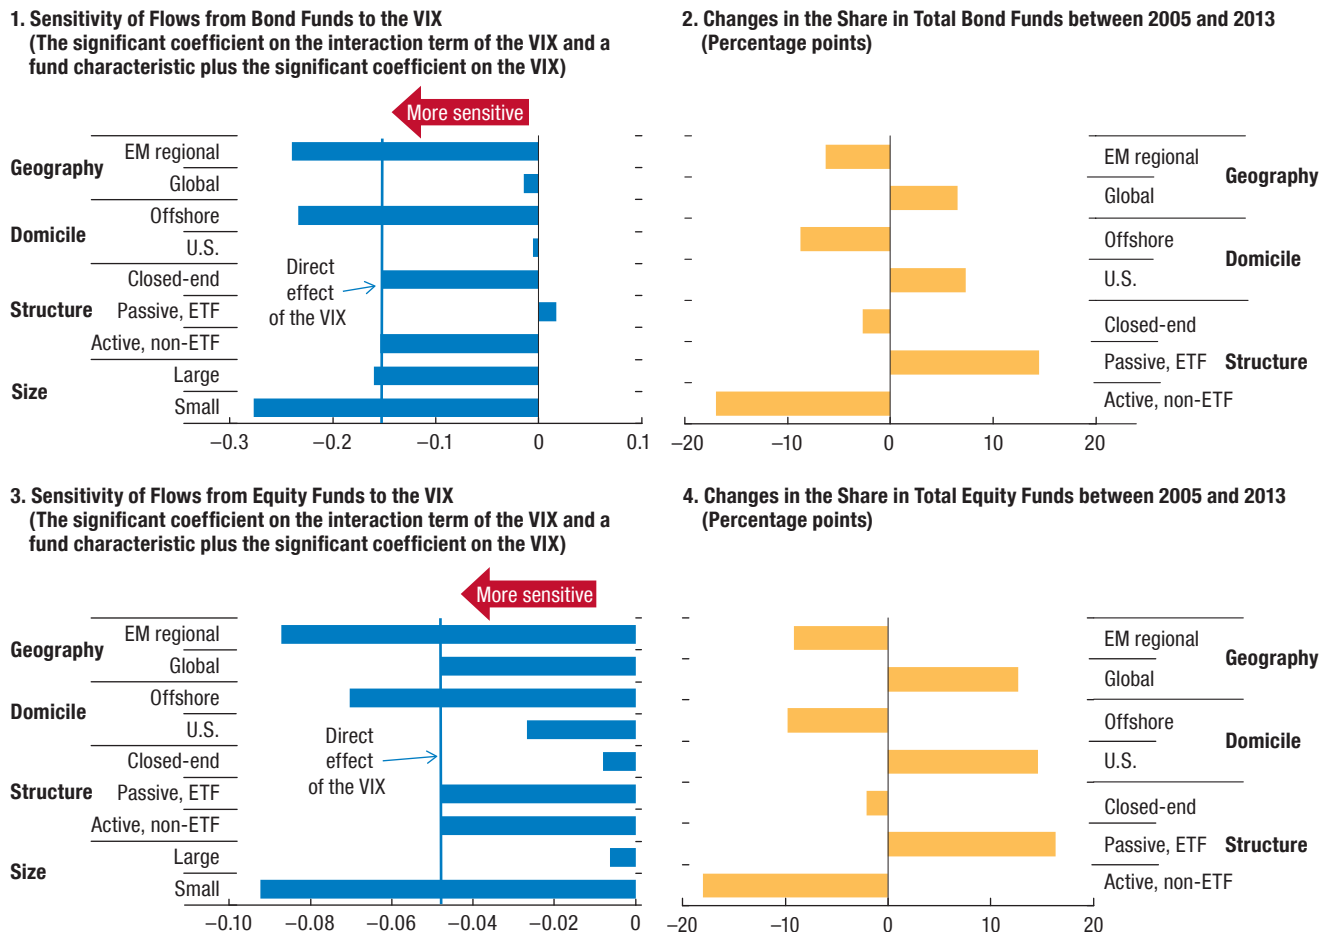 1. Sensitivity of Flows from Bond Funds to the VIX
(The significant coefficient on the interaction term of the VIX and a
fund characteristic plus the significant coefficient on the VIX)
More sensitive
Geography
EM regional
Global
Domicile
Offshore
U.S.
Structure
Closed-end
Passive, ETF
Active, non-ETF
Size
Large
Small
Direct
effect
of the VIX
−0.3 −0.2 −0.1 0 0.1
2. Changes in the Share in Total Bond Funds between 2005 and 2013
(Percentage points)
EM regional
Global
Geography
Offshore
U.S.
Domicile
Closed-end
Passive, ETF
Active, non-ETF
Structure
−20 −10 0 10 20
3. Sensitivity of Flows from Equity Funds to the VIX
(The significant coefficient on the interaction term of the VIX and a
fund characteristic plus the significant coefficient on the VIX)
More sensitive
Geography
EM regional
Global
Domicile
Offshore
U.S.
Structure
Closed-end
Passive, ETF
Active, non-ETF
Size
Large
Small
Direct
effect
of the VIX
−0.10 −0.08 −0.06 −0.04 −0.02 0
4. Changes in the Share in Total Equity Funds between 2005 and 2013
(Percentage points)
EM regional
Global
Geography
Offshore
U.S.
Domicile
Closed-end
Passive, ETF
Active, non-ETF
Structure
−20 −10 0 10 20